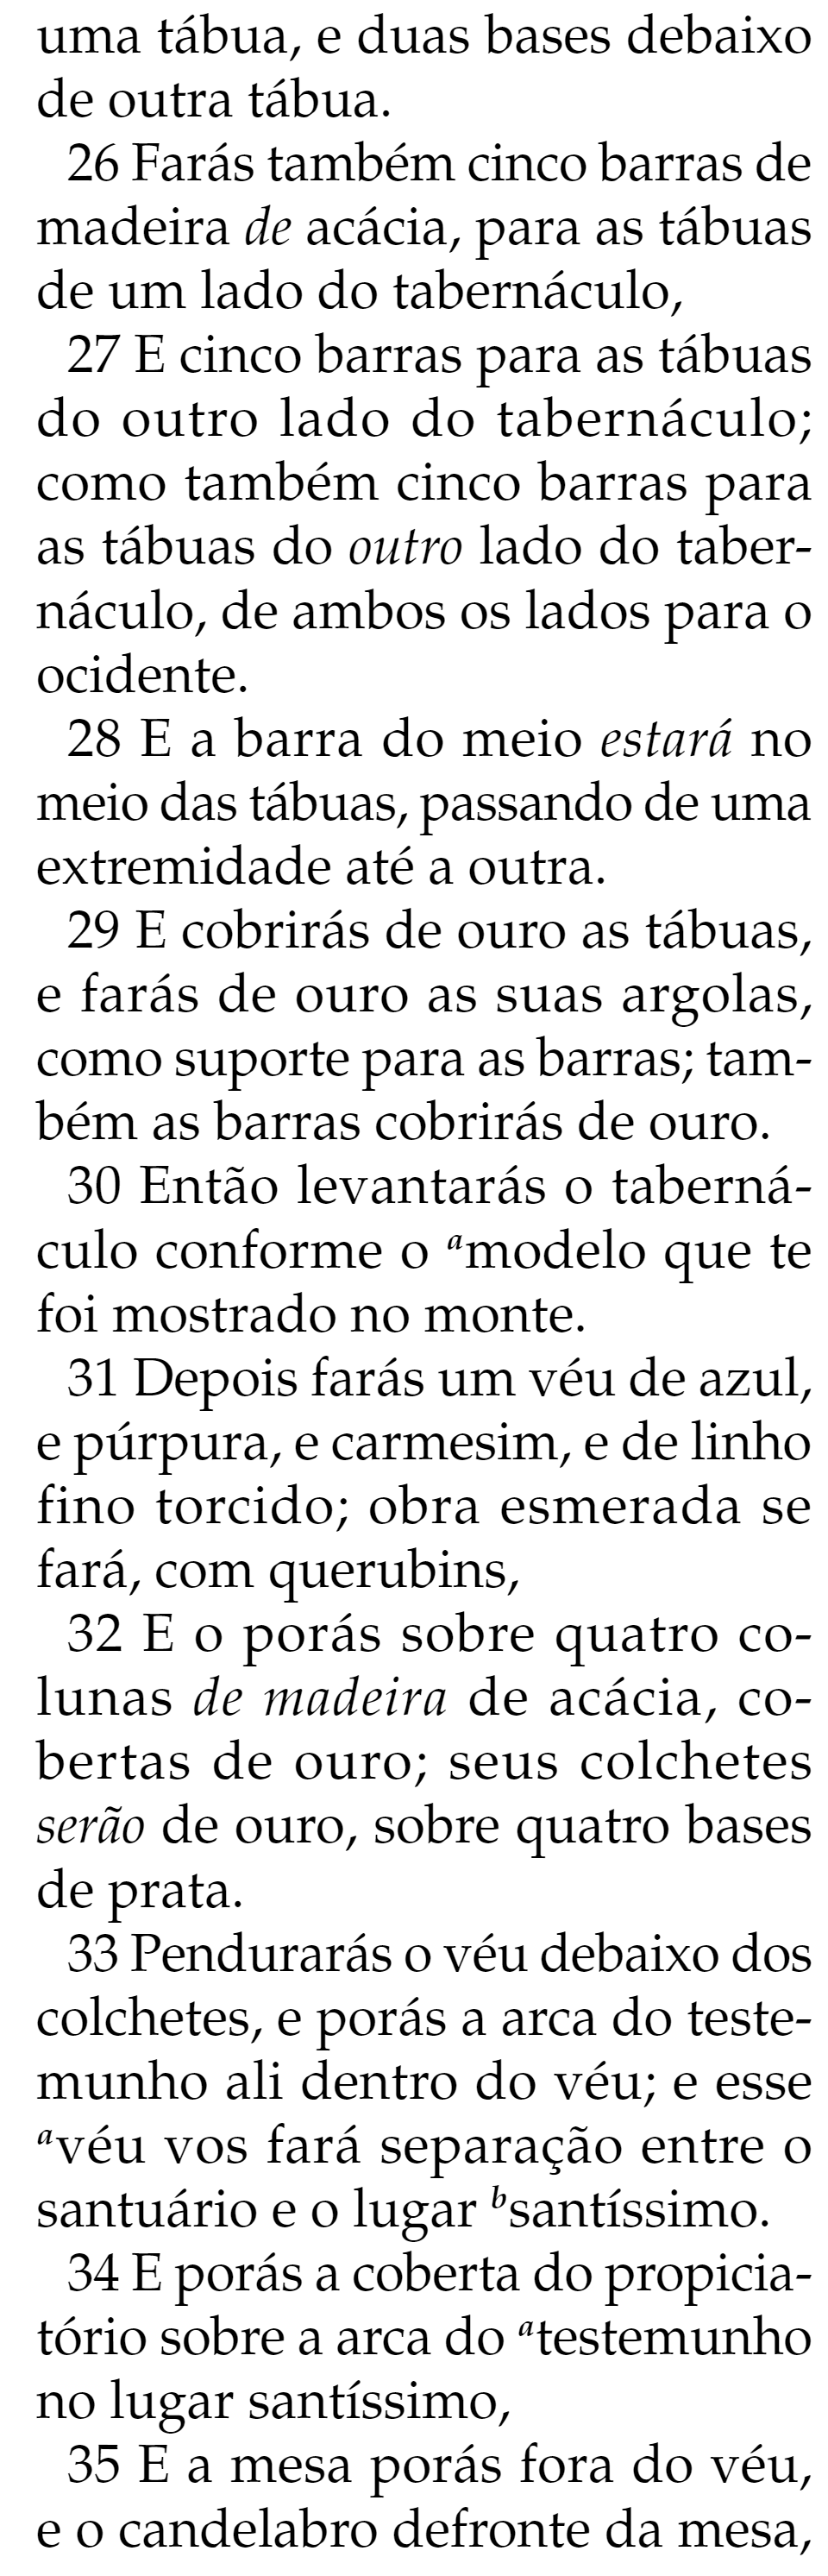 uma tábua, e duas bases debaixo
de outra tábua.
26 Farás também cinco barras de
madeira de acácia, para as tábuas
de um lado do tabernáculo,
27 E cinco barras para as tábuas
do outro lado do tabernáculo;
como também cinco barras para
as tábuas do outro lado do taber-
náculo, de ambos os lados para o
ocidente.
28 E a barra do meio estará no
meio das tábuas, passando de uma
extremidade até a outra.
29 E cobrirás de ouro as tábuas,
e farás de ouro as suas argolas,
como suporte para as barras; tam-
bém as barras cobrirás de ouro.
30 Então levantarás o taberná-
culo conforme o ᵃmodelo que te
foi mostrado no monte.
31 Depois farás um véu de azul,
e púrpura, e carmesim, e de linho
fino torcido; obra esmerada se
fará, com querubins,
32 E o porás sobre quatro co-
lunas de madeira de acácia, co-
bertas de ouro; seus colchetes
serão de ouro, sobre quatro bases
de prata.
33 Pendurarás o véu debaixo dos
colchetes, e porás a arca do teste-
munho ali dentro do véu; e esse
ᵃvéu vos fará separação entre o
santuário e o lugar ᵇsantíssimo.
34 E porás a coberta do propicia-
tório sobre a arca do ᵃtestemunho
no lugar santíssimo,
35 E a mesa porás fora do véu,
e o candelabro defronte da mesa,